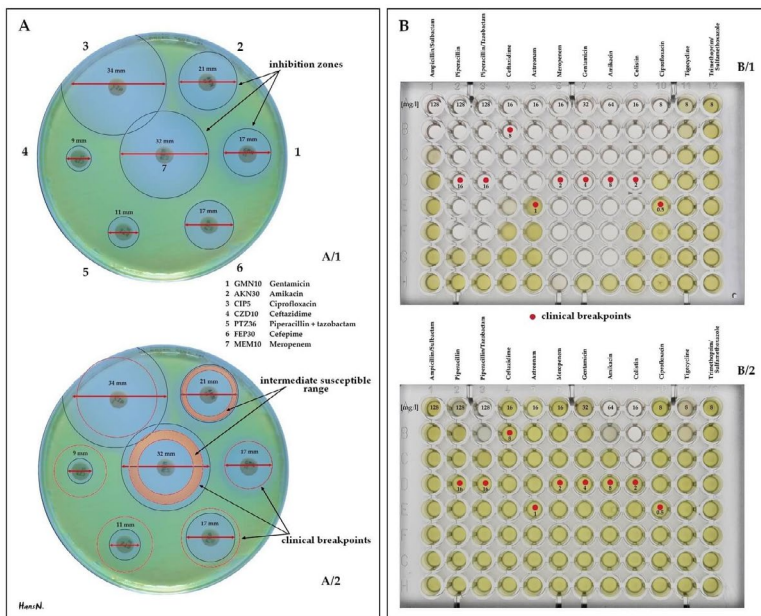 A
3
2
34 mm
21 mm
inhibition zones
9 mm
4
33 mm
7
17 mm
1
11 mm
17 mm
A/1
5
6
1 GMN10 Gentamicin
2 AKN30 Amikacin
3 CIP5 Ciprofloxacin
4 CZD10 Ceftazidime
5 PTZ36 Piperacillin + tazobactam
6 FEP30 Cefepime
7 MEM10 Meropenem
34 mm
21 mm
intermediate susceptible
range
9 mm
32 mm
17 mm
11 mm
17 mm
clinical breakpoints
A/2
HansN.
B
B/1
Ampicilin/Sulbactam
Piperacillin
Piperacillin/Tazobactam
Ceftazidime
Aztreonam
Meropenem
Gentamicin
Amikacin
Colistin
Ciprofloxacin
Tigecycline
Trimethoprim/
Sulfamethoxazole
[mg/l] 128 128 128 16 16 16 32 64 16 8 8 8
8
16 16 2 4 8 2
1 0.5
clinical breakpoints
B/2
Ampicilin/Sulbactam
Piperacillin
Piperacillin/Tazobactam
Ceftazidime
Aztreonam
Meropenem
Gentamicin
Amikacin
Colistin
Ciprofloxacin
Tigecycline
Trimethoprim/
Sulfamethoxazole
[mg/l] 128 128 128 16 16 16 32 64 16 8 8 8
8
16 16 2 4 8 2
1 0.5